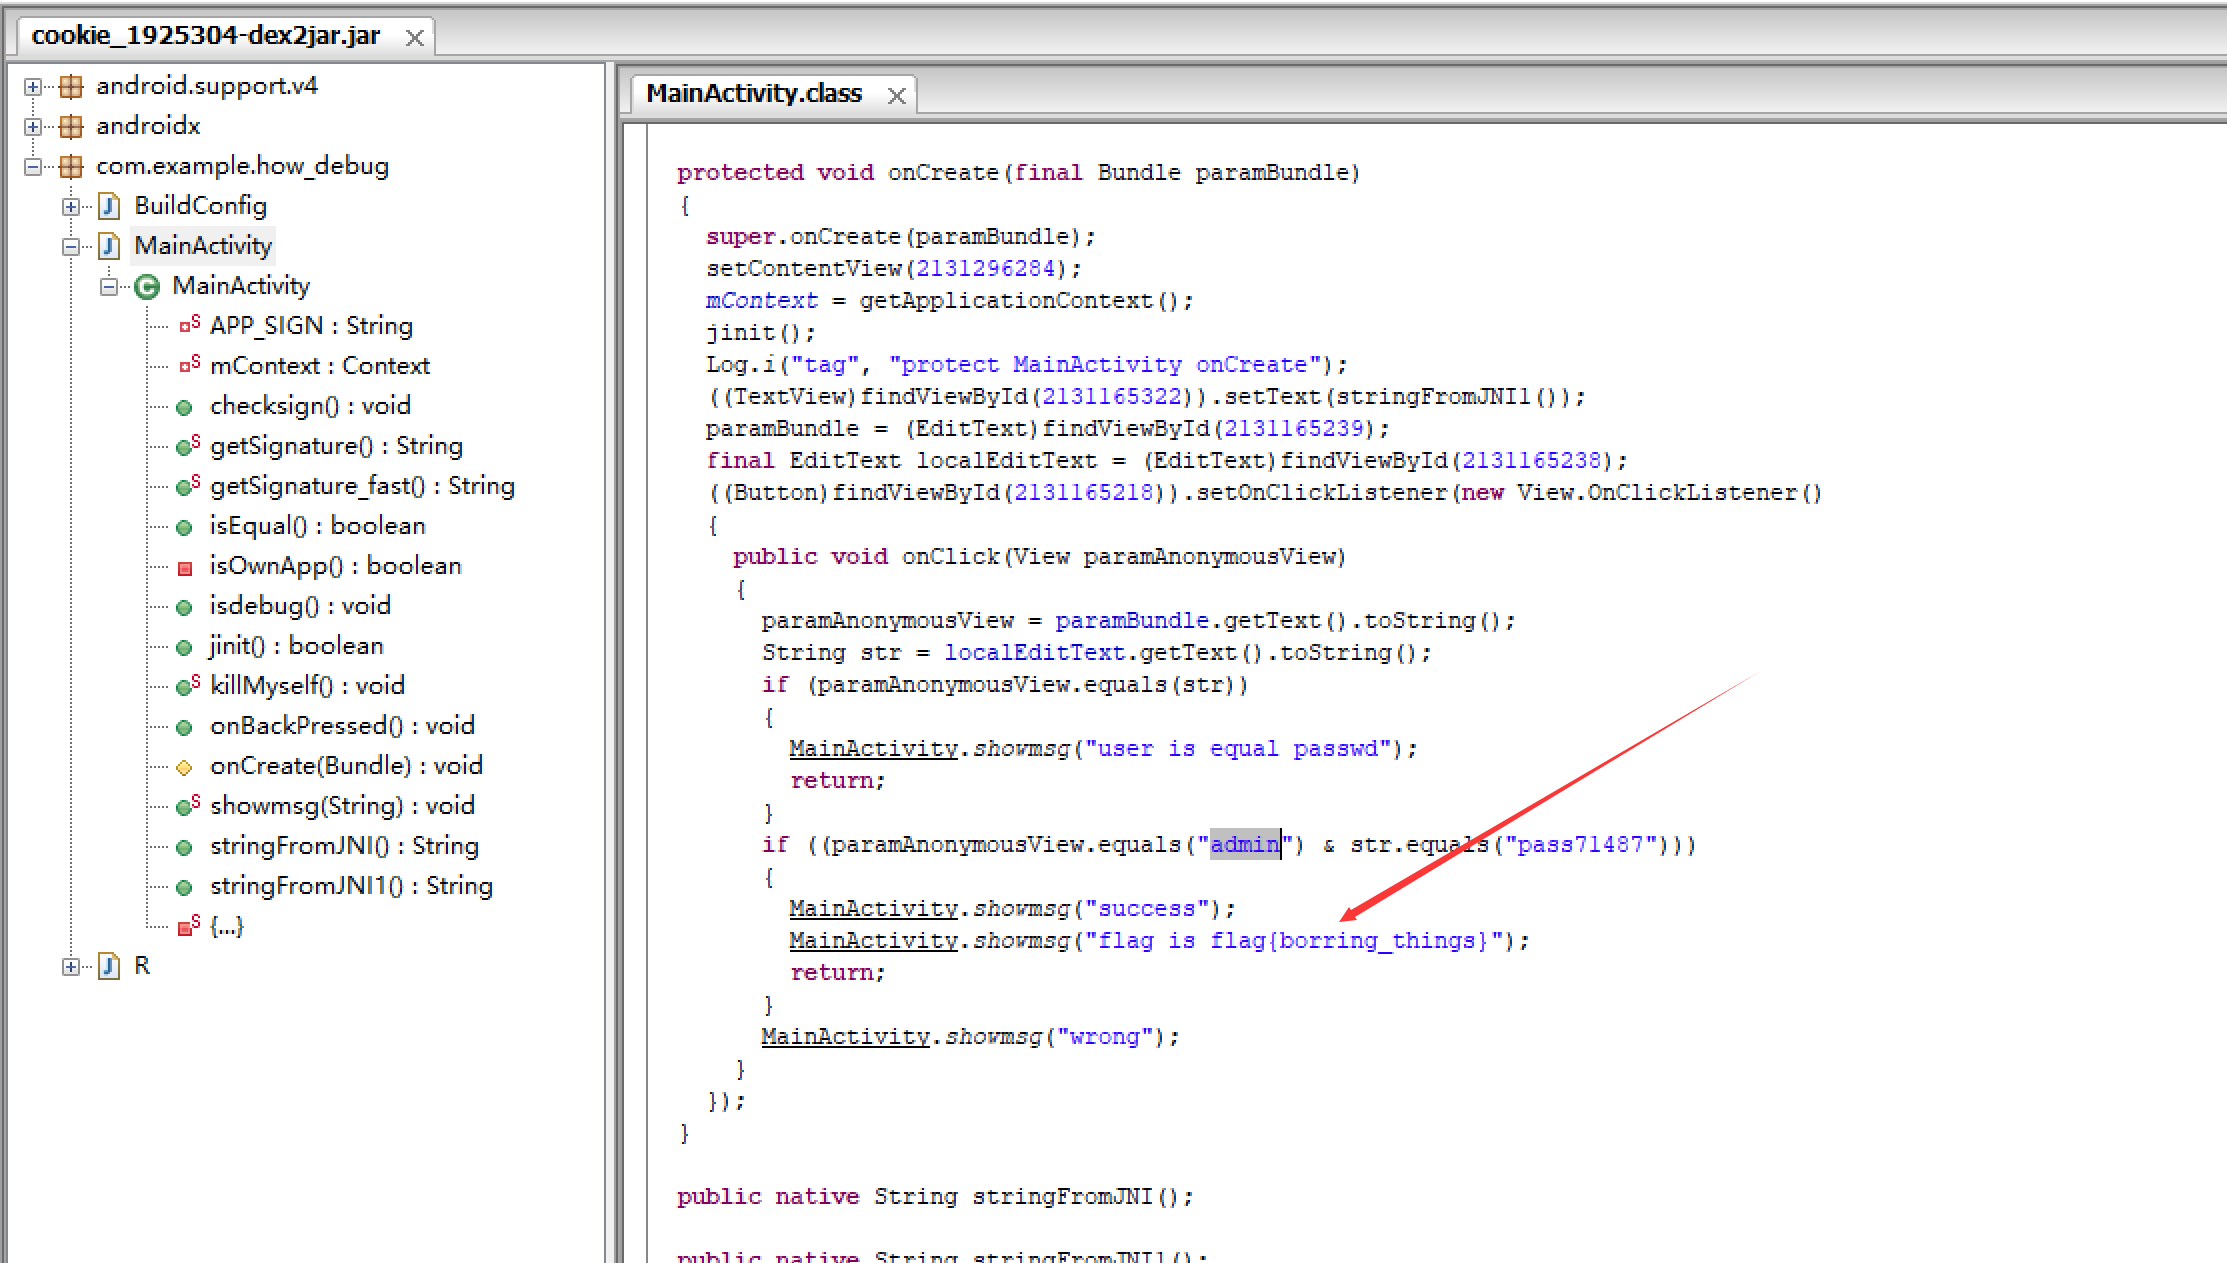 cookie_1925304-dex2jar.jar
android.support.v4
androidx
com.example.how_debug
BuildConfig
MainActivity
MainActivity
APP_SIGN : String
mContext : Context
checksign() : void
getSignature() : String
getSignature_fast() : String
isEqual() : boolean
isOwnApp() : boolean
isdebug() : void
jinit() : boolean
killMyself() : void
onBackPressed() : void
onCreate(Bundle) : void
showmsg(String) : void
stringFromJNI() : String
stringFromJNI1() : String
{...}
R
MainActivity.class
protected void onCreate(final Bundle paramBundle)
{
super.onCreate(paramBundle);
setContentView(2131296284);
mContext = getApplicationContext();
jinit();
Log.i("tag", "protect MainActivity onCreate");
((TextView)findViewById(2131165322)).setText(stringFromJNI1());
paramBundle = (EditText)findViewById(2131165239);
final EditText localEditText = (EditText)findViewById(2131165238);
((Button)findViewById(2131165218)).setOnClickListener(new View.OnClickListener()
{
public void onClick(View paramAnonymousView)
{
paramAnonymousView = paramBundle.getText().toString();
String str = localEditText.getText().toString();
if (paramAnonymousView.equals(str))
{
MainActivity.showmsg("user is equal passwd");
return;
}
if ((paramAnonymousView.equals("admin") & str.equals("pass71487")))
{
MainActivity.showmsg("success");
MainActivity.showmsg("flag is flag{borring_things}");
return;
}
MainActivity.showmsg("wrong");
}
});
}
public native String stringFromJNI();
public native String stringFromJNI1();